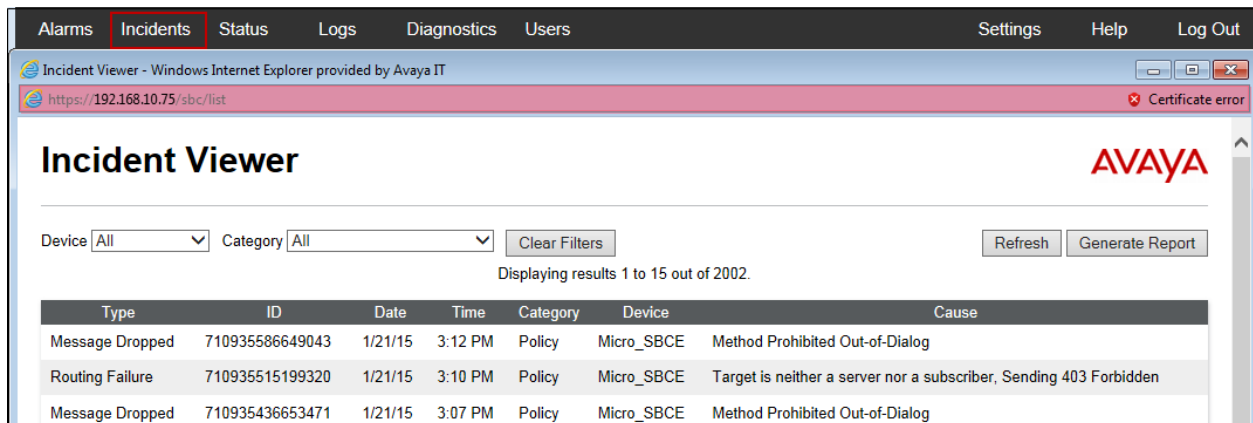 Alarms Incidents Status Logs Diagnostics Users Settings Help Log Out
Incident Viewer - Windows Internet Explorer provided by Avaya IT
https://192.168.10.75/sbc/list Certificate error
Incident Viewer AVAYA
Device All Category All Clear Filters Refresh Generate Report
Displaying results 1 to 15 out of 2002.
Type ID Date Time Category Device Cause
Message Dropped 710935586649043 1/21/15 3:12 PM Policy Micro_SBCE Method Prohibited Out-of-Dialog
Routing Failure 710935515199320 1/21/15 3:10 PM Policy Micro_SBCE Target is neither a server nor a subscriber, Sending 403 Forbidden
Message Dropped 710935436653471 1/21/15 3:07 PM Policy Micro_SBCE Method Prohibited Out-of-Dialog